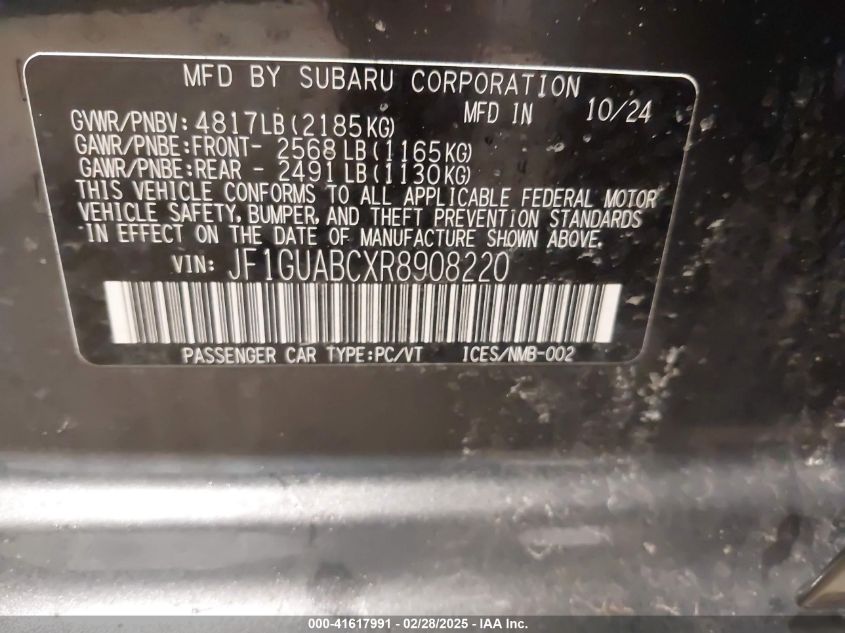 MFD BY SUBARU CORPORATION
MFD IN 10/24
GVWR/PNBV: 4817LB (2185KG)
GAWR/PNBE:FRONT- 2568 LB (1165KG)
GAWR/PNBE:REAR - 2491 LB (1130KG)
THIS VEHICLE CONFORMS TO ALL APPLICABLE FEDERAL MOTOR
VEHICLE SAFETY, BUMPER, AND THEFT PREVENTION STANDARDS
IN EFFECT ON THE DATE OF MANUFACTURE SHOWN ABOVE.
VIN: JF1GUABCXR8908220
PASSENGER CAR TYPE:PC/VT ICES/NMB-002
000-41617991 - 02/28/2025 - IAA Inc.